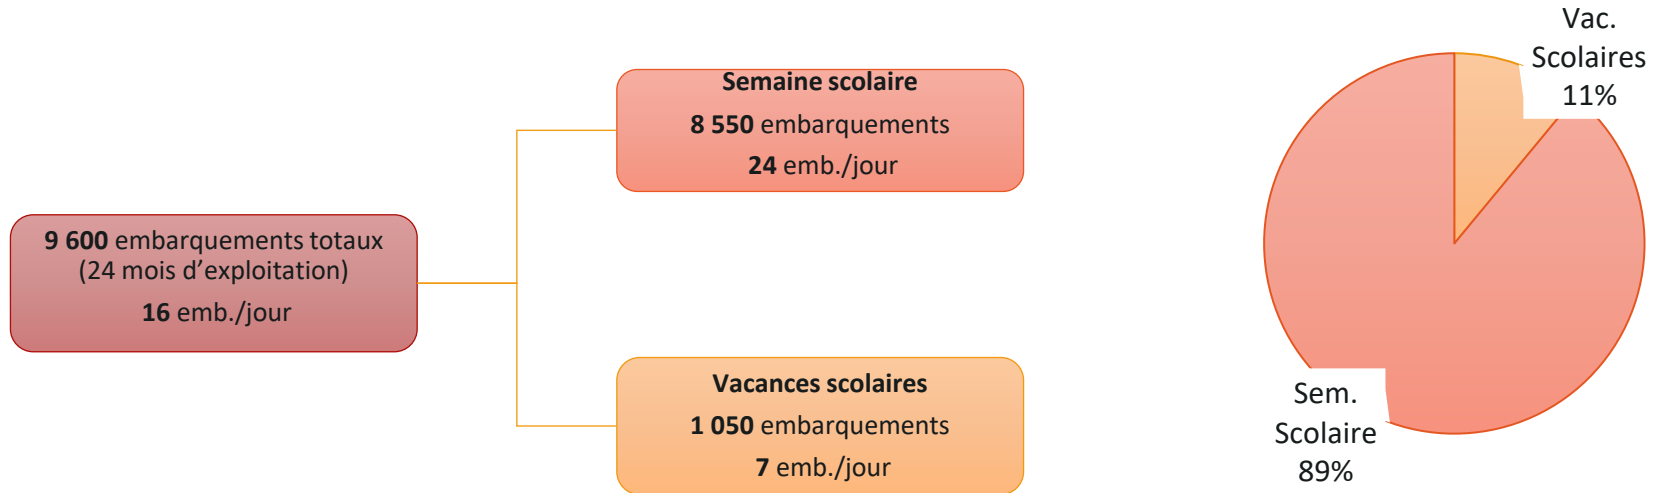 9 600 embarquements totaux
(24 mois d’exploitation)
16 emb./jour
Semaine scolaire
8 550 embarquements
24 emb./jour
Vacances scolaires
1 050 embarquements
7 emb./jour
Vac.
Scolaires
11%
Sem.
Scolaire
89%